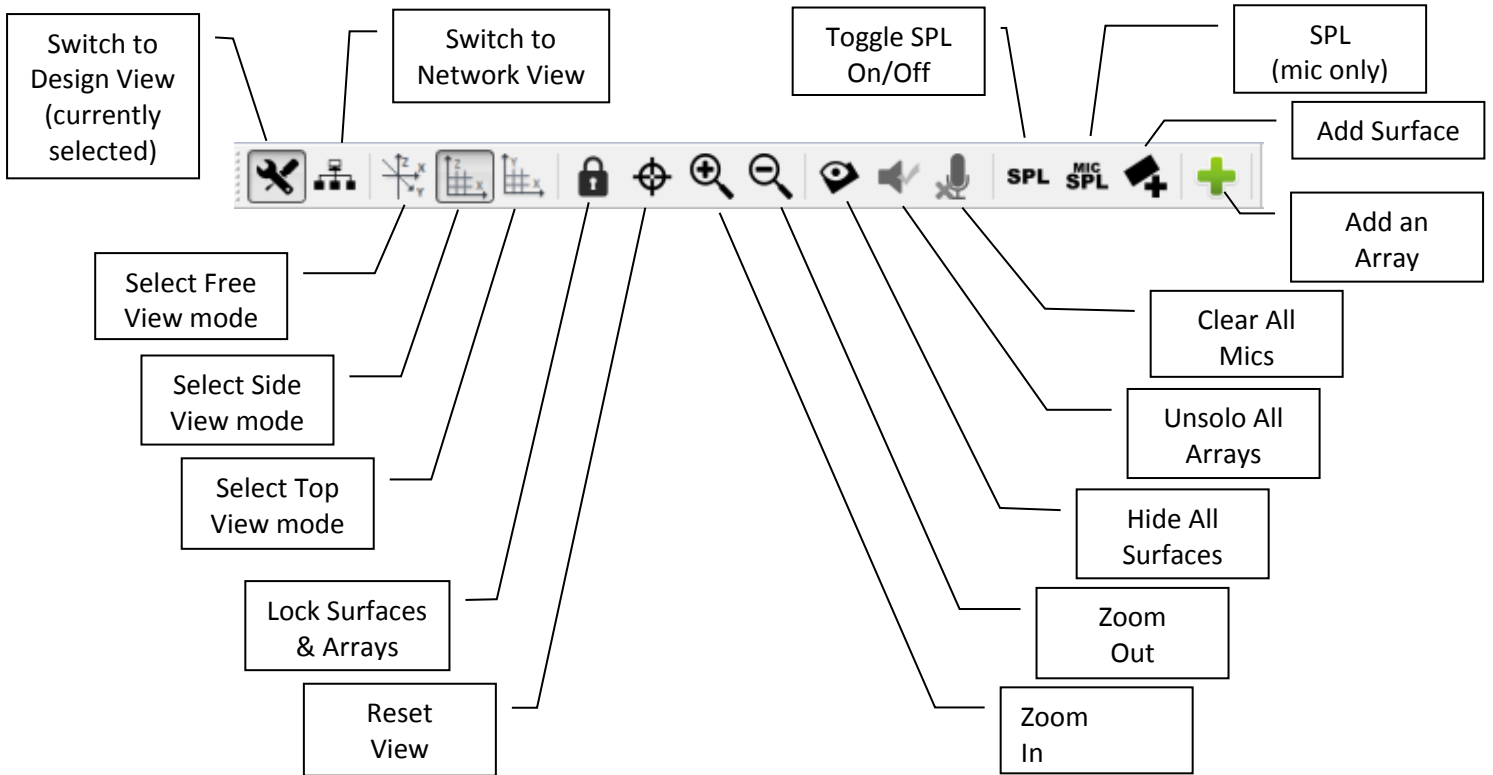 Switch to
Design View
(currently
selected)
Switch to
Network View
Toggle SPL
On/Off
SPL
(mic only)
Add Surface
Z
X
Y
Z
X
Y
X
SPL
MIC
SPL
Add an
Array
Select Free
View mode
Clear All
Mics
Select Side
View mode
Unsolo All
Arrays
Select Top
View mode
Hide All
Surfaces
Lock Surfaces
& Arrays
Zoom
Out
Reset
View
Zoom
In